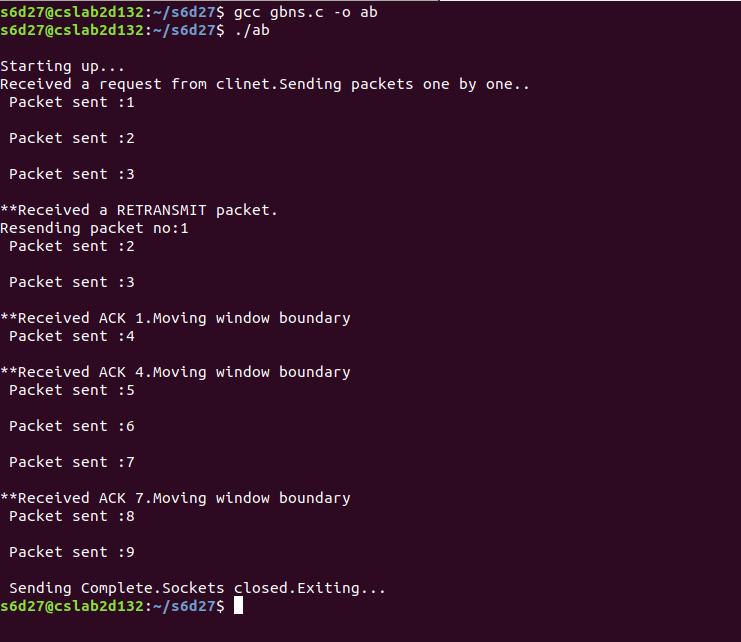 s6d27@cslab2d132:~/s6d27$ gcc gbns.c -o ab
s6d27@cslab2d132:~/s6d27$ ./ab
Starting up...
Received a request from clinet.Sending packets one by one..
Packet sent :1
Packet sent :2
Packet sent :3
**Received a RETRANSMIT packet.
Resending packet no:1
Packet sent :2
Packet sent :3
**Received ACK 1.Moving window boundary
Packet sent :4
**Received ACK 4.Moving window boundary
Packet sent :5
Packet sent :6
Packet sent :7
**Received ACK 7.Moving window boundary
Packet sent :8
Packet sent :9
Sending Complete.Sockets closed.Exiting...
s6d27@cslab2d132:~/s6d27$